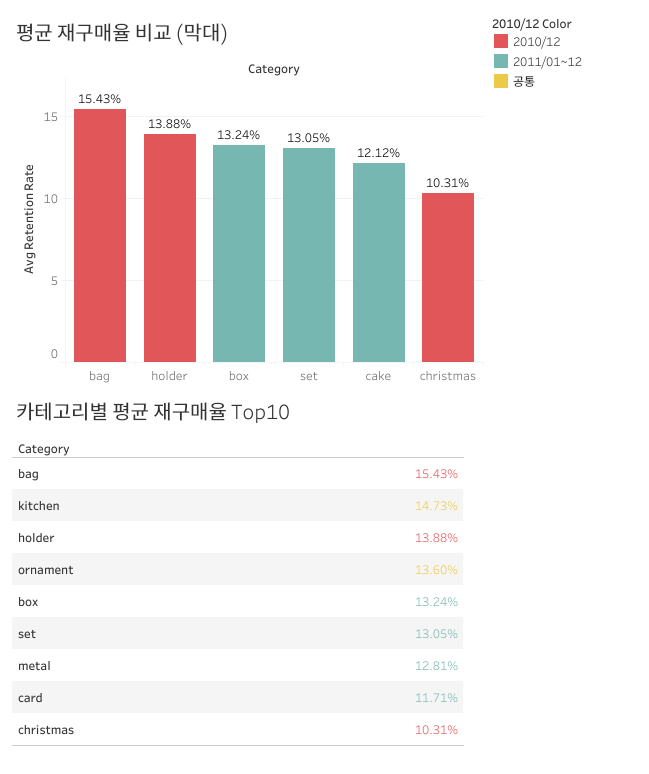 평균 재구매율 비교 (막대)
Category
15.43%
13.88%
13.24%
13.05%
12.12%
10.31%
Avg Retention Rate
15
10
5
0
bag holder box set cake christmas
2010/12 Color
2010/12
2011/01~12
공통
카테고리별 평균 재구매율 Top10
Category
bag 15.43%
kitchen 14.73%
holder 13.88%
ornament 13.60%
box 13.24%
set 13.05%
metal 12.81%
card 11.71%
christmas 10.31%